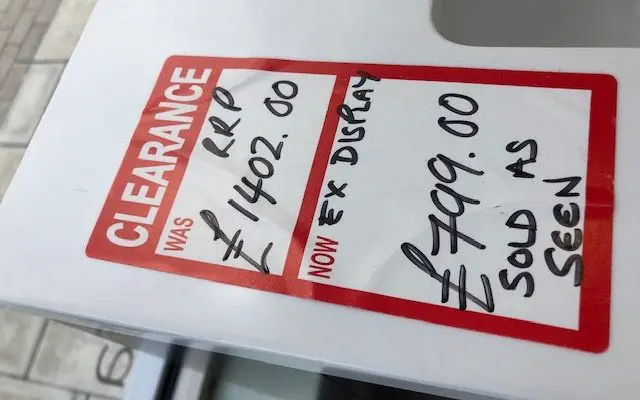 CLEARANCE
WAS RRP
£1402.00
NOW EX DISPLAY
£799.00
SOLD AS
SEEN